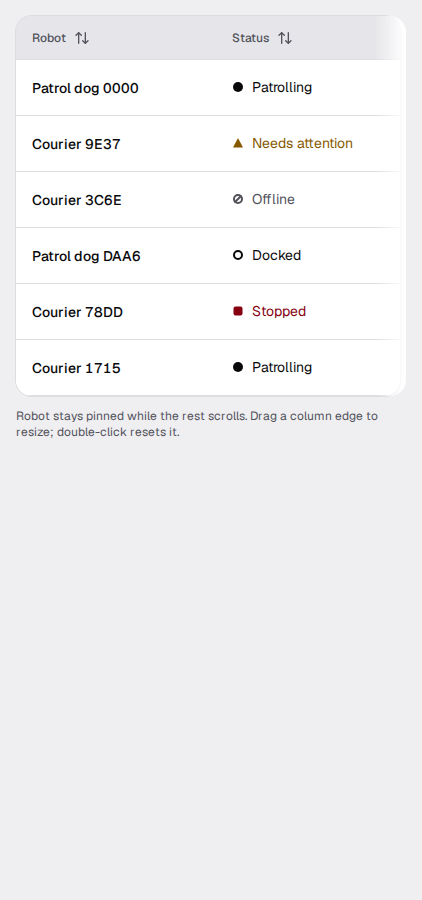 Robot Status
Patrol dog 0000 Patrolling
Courier 9E37 Needs attention
Courier 3C6E Offline
Patrol dog DAA6 Docked
Courier 78DD Stopped
Courier 1715 Patrolling
Robot stays pinned while the rest scrolls. Drag a column edge to
resize; double-click resets it.